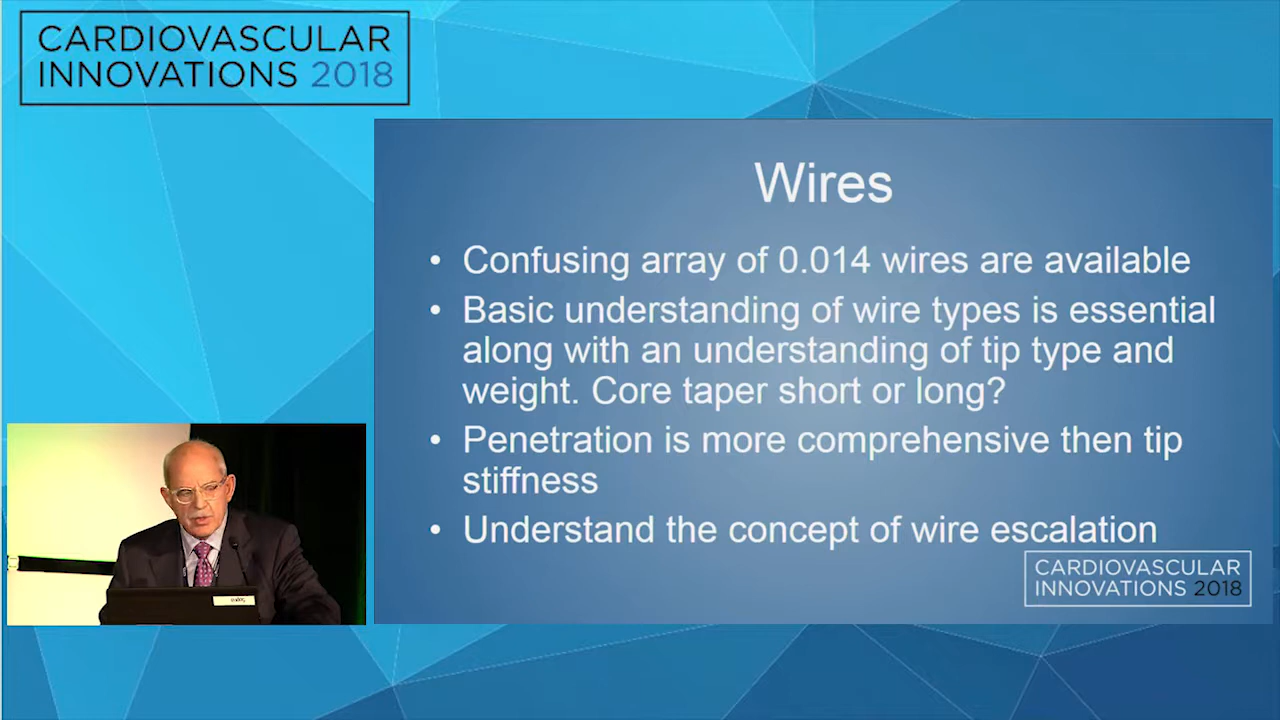 CARDIOVASCULAR
INNOVATIONS 2018
Wires
• Confusing array of 0.014 wires are available
• Basic understanding of wire types is essential
along with an understanding of tip type and
weight. Core taper short or long?
• Penetration is more comprehensive then tip
stiffness
• Understand the concept of wire escalation
CARDIOVASCULAR
INNOVATIONS 2018